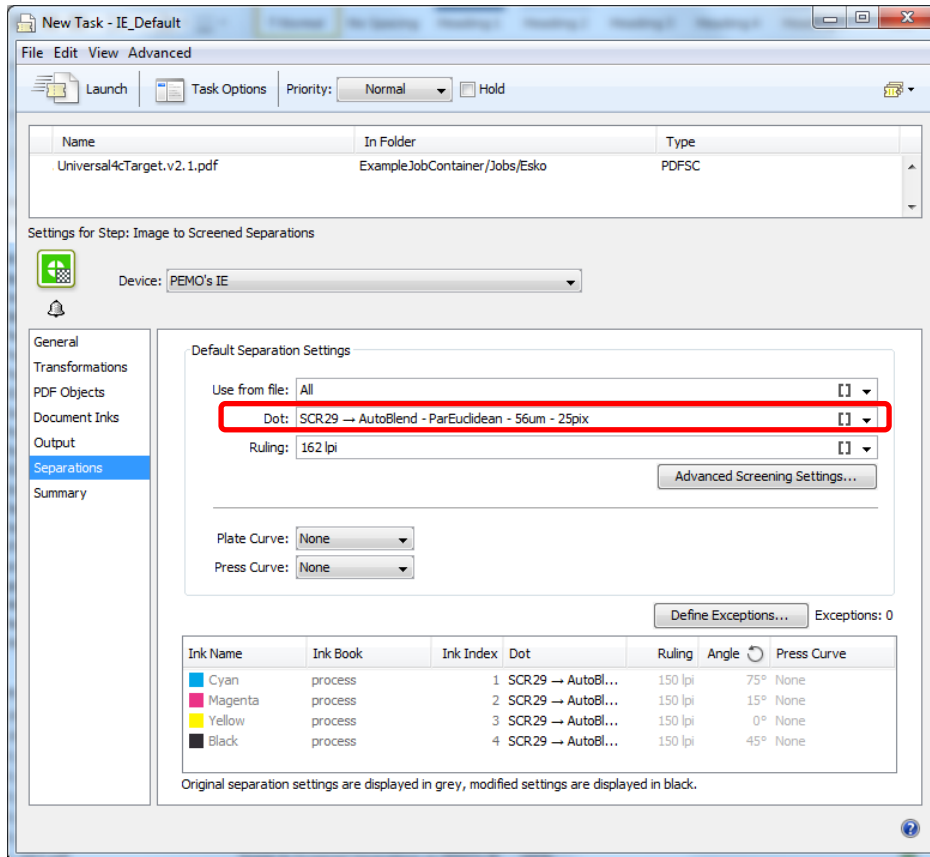 New Task - IE_Default
File Edit View Advanced
Launch Task Options Priority: Normal Hold
Name In Folder Type
Universal4cTarget.v2.1.pdf ExampleJobContainer/Jobs/Esko PDFSC
Settings for Step: Image to Screened Separations
Device: PEMO's IE
General
Transformations
PDF Objects
Document Inks
Output
Separations
Summary
Default Separation Settings
Use from file: All []
Dot: SCR29 → AutoBlend - ParEuclidean - 56um - 25pix []
Ruling: 162 lpi []
Advanced Screening Settings...
Plate Curve: None
Press Curve: None
Define Exceptions... Exceptions: 0
Ink Name Ink Book Ink Index Dot Ruling Angle Press Curve
Cyan process 1 SCR29 → AutoBl... 150 lpi 75° None
Magenta process 2 SCR29 → AutoBl... 150 lpi 15° None
Yellow process 3 SCR29 → AutoBl... 150 lpi 0° None
Black process 4 SCR29 → AutoBl... 150 lpi 45° None
Original separation settings are displayed in grey, modified settings are displayed in black.